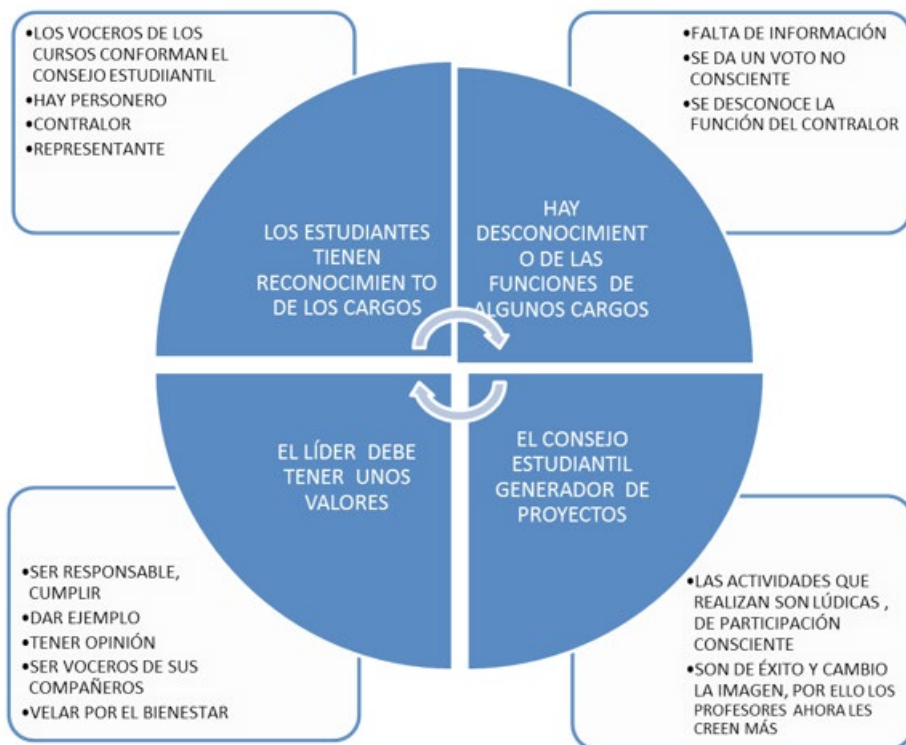 •LOS VOCEROS DE LOS
CURSOS CONFORMAN EL
CONSEJO ESTUDIIANTIL
•HAY PERSONERO
•CONTRALOR
•REPRESENTANTE
•FALTA DE INFORMACIÓN
•SE DA UN VOTO NO
CONSCIENTE
•SE DESCONOCE LA
FUNCIÓN DEL CONTRALOR
LOS ESTUDIANTES
TIENEN
RECONOCIMIEN TO
DE LOS CARGOS
HAY
DESCONOCIMIENT
O DE LAS
FUNCIONES DE
ALGUNOS CARGOS
EL LÍDER DEBE
TENER UNOS
VALORES
EL CONSEJO
ESTUDIANTIL
GENERADOR DE
PROYECTOS
•SER RESPONSABLE,
CUMPLIR
•DAR EJEMPLO
•TENER OPINIÓN
•SER VOCEROS DE SUS
COMPAÑEROS
•VELAR POR EL BIENESTAR
•LAS ACTIVIDADES QUE
REALIZAN SON LÚDICAS ,
DE PARTICIPACIÓN
CONSCIENTE
•SON DE ÉXITO Y CAMBIO
LA IMAGEN, POR ELLO LOS
PROFESORES AHORA LES
CREEN MÁS